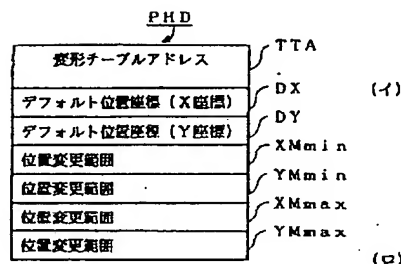 PHD
変形テーブルアドレス TTA
デフォルト位置座標（X座標） DX （イ）
デフォルト位置座標（Y座標） DY
位置変更範囲 XMmin
位置変更範囲 YMmin
位置変更範囲 XMmax
位置変更範囲 YMmax
（ロ）